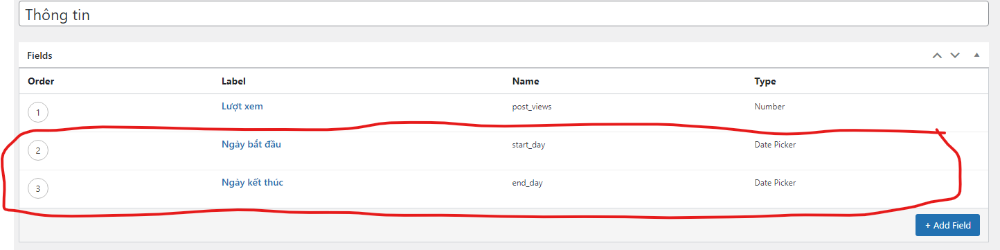 Thông tin
Fields
Order Label Name Type
1 Lượt xem post_views Number
2 Ngày bắt đầu start_day Date Picker
3 Ngày kết thúc end_day Date Picker
+ Add Field